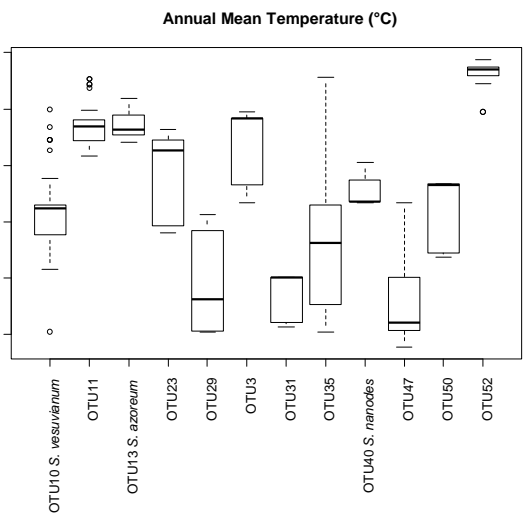 Annual Mean Temperature (°C)
OTU10 S. vesuvianum
OTU11
OTU13 S. azoreum
OTU23
OTU29
OTU3
OTU31
OTU35
OTU40 S. nanodes
OTU47
OTU50
OTU52